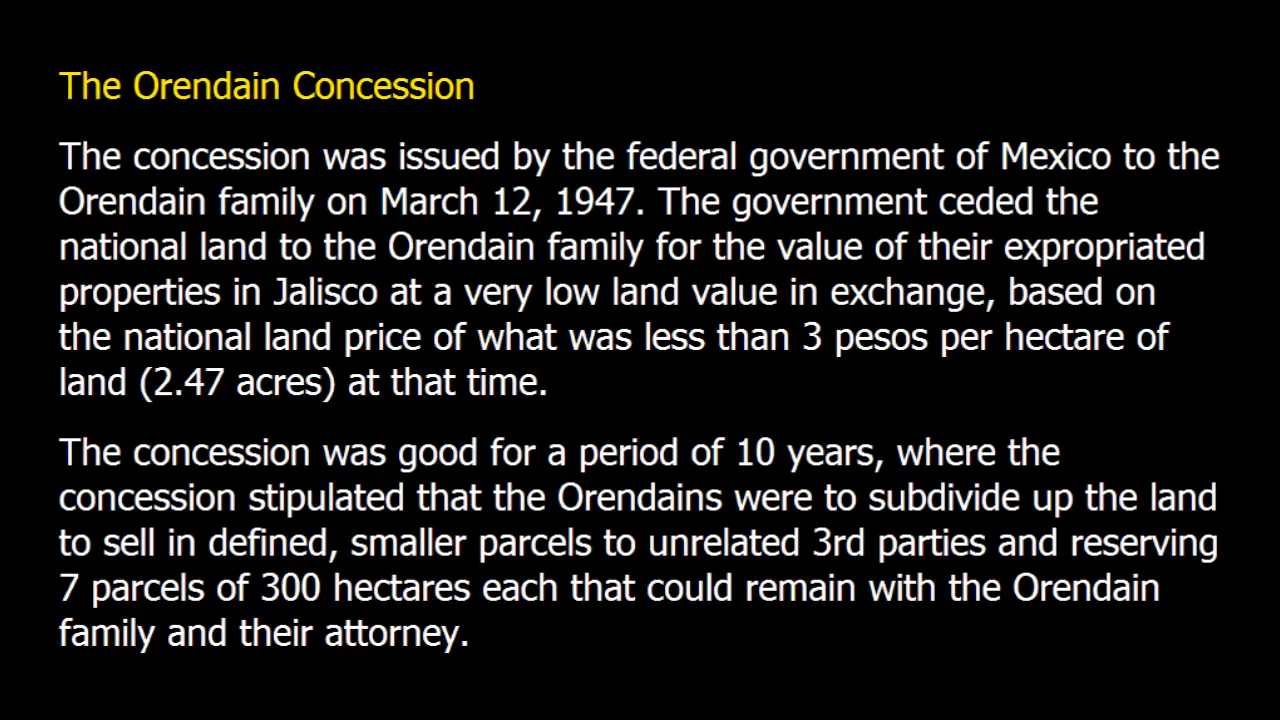 The Orendain Concession
The concession was issued by the federal government of Mexico to the
Orendain family on March 12, 1947. The government ceded the
national land to the Orendain family for the value of their expropriated
properties in Jalisco at a very low land value in exchange, based on
the national land price of what was less than 3 pesos per hectare of
land (2.47 acres) at that time.
The concession was good for a period of 10 years, where the
concession stipulated that the Orendains were to subdivide up the land
to sell in defined, smaller parcels to unrelated 3rd parties and reserving
7 parcels of 300 hectares each that could remain with the Orendain
family and their attorney.